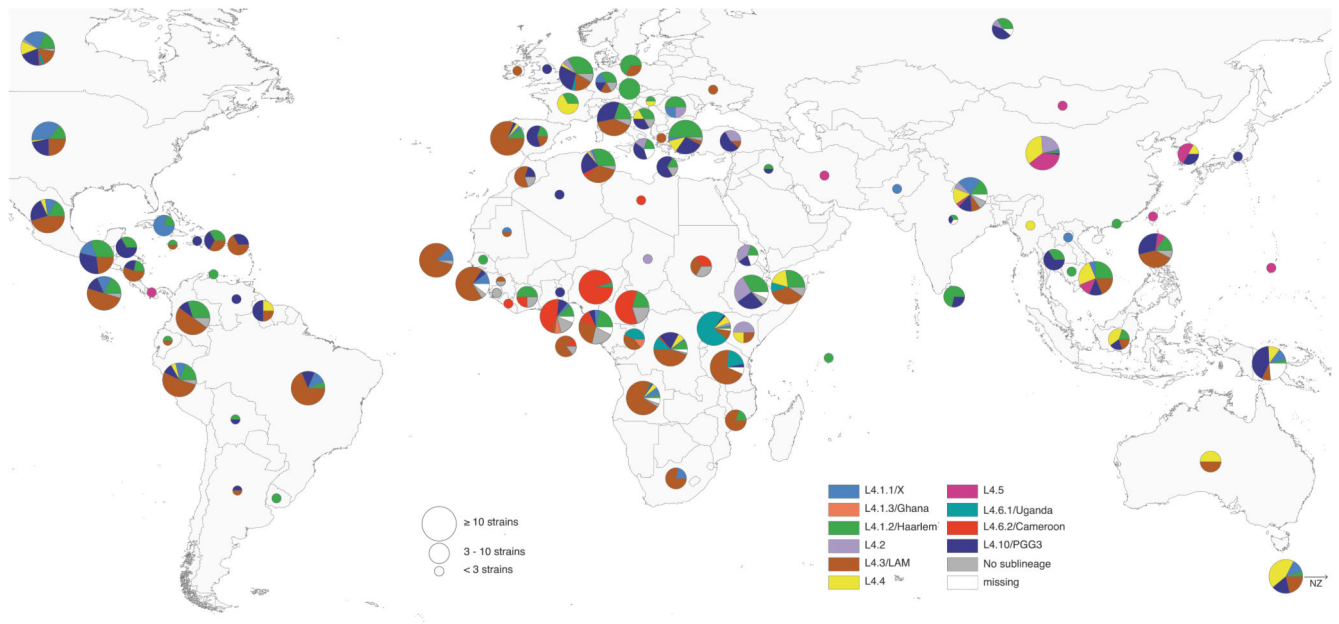 ≥ 10 strains
3 - 10 strains
< 3 strains
L4.1.1/X
L4.1.3/Ghana
L4.1.2/Haarlem
L4.2
L4.3/LAM
L4.4
L4.5
L4.6.1/Uganda
L4.6.2/Cameroon
L4.10/PGG3
No sublineage
missing
NZ